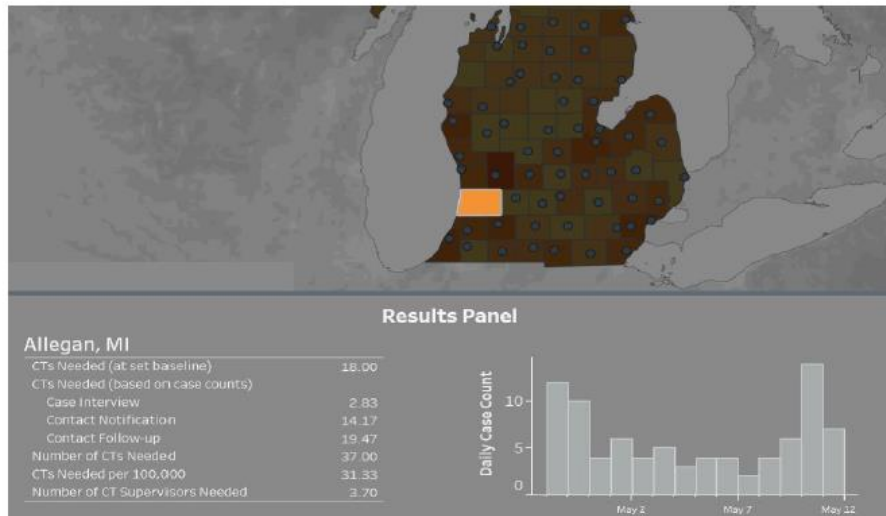 Results Panel
Allegan, MI
CTs Needed (at set baseline) 18.00
CTs Needed (based on case counts)
Case Interview 2.83
Contact Notification 14.17
Contact Follow-up 19.47
Number of CTs Needed 37.00
CTs Needed per 100,000 31.33
Number of CT Supervisors Needed 3.70
Daily Case Count
10
5
0
May 2 May 7 May 12